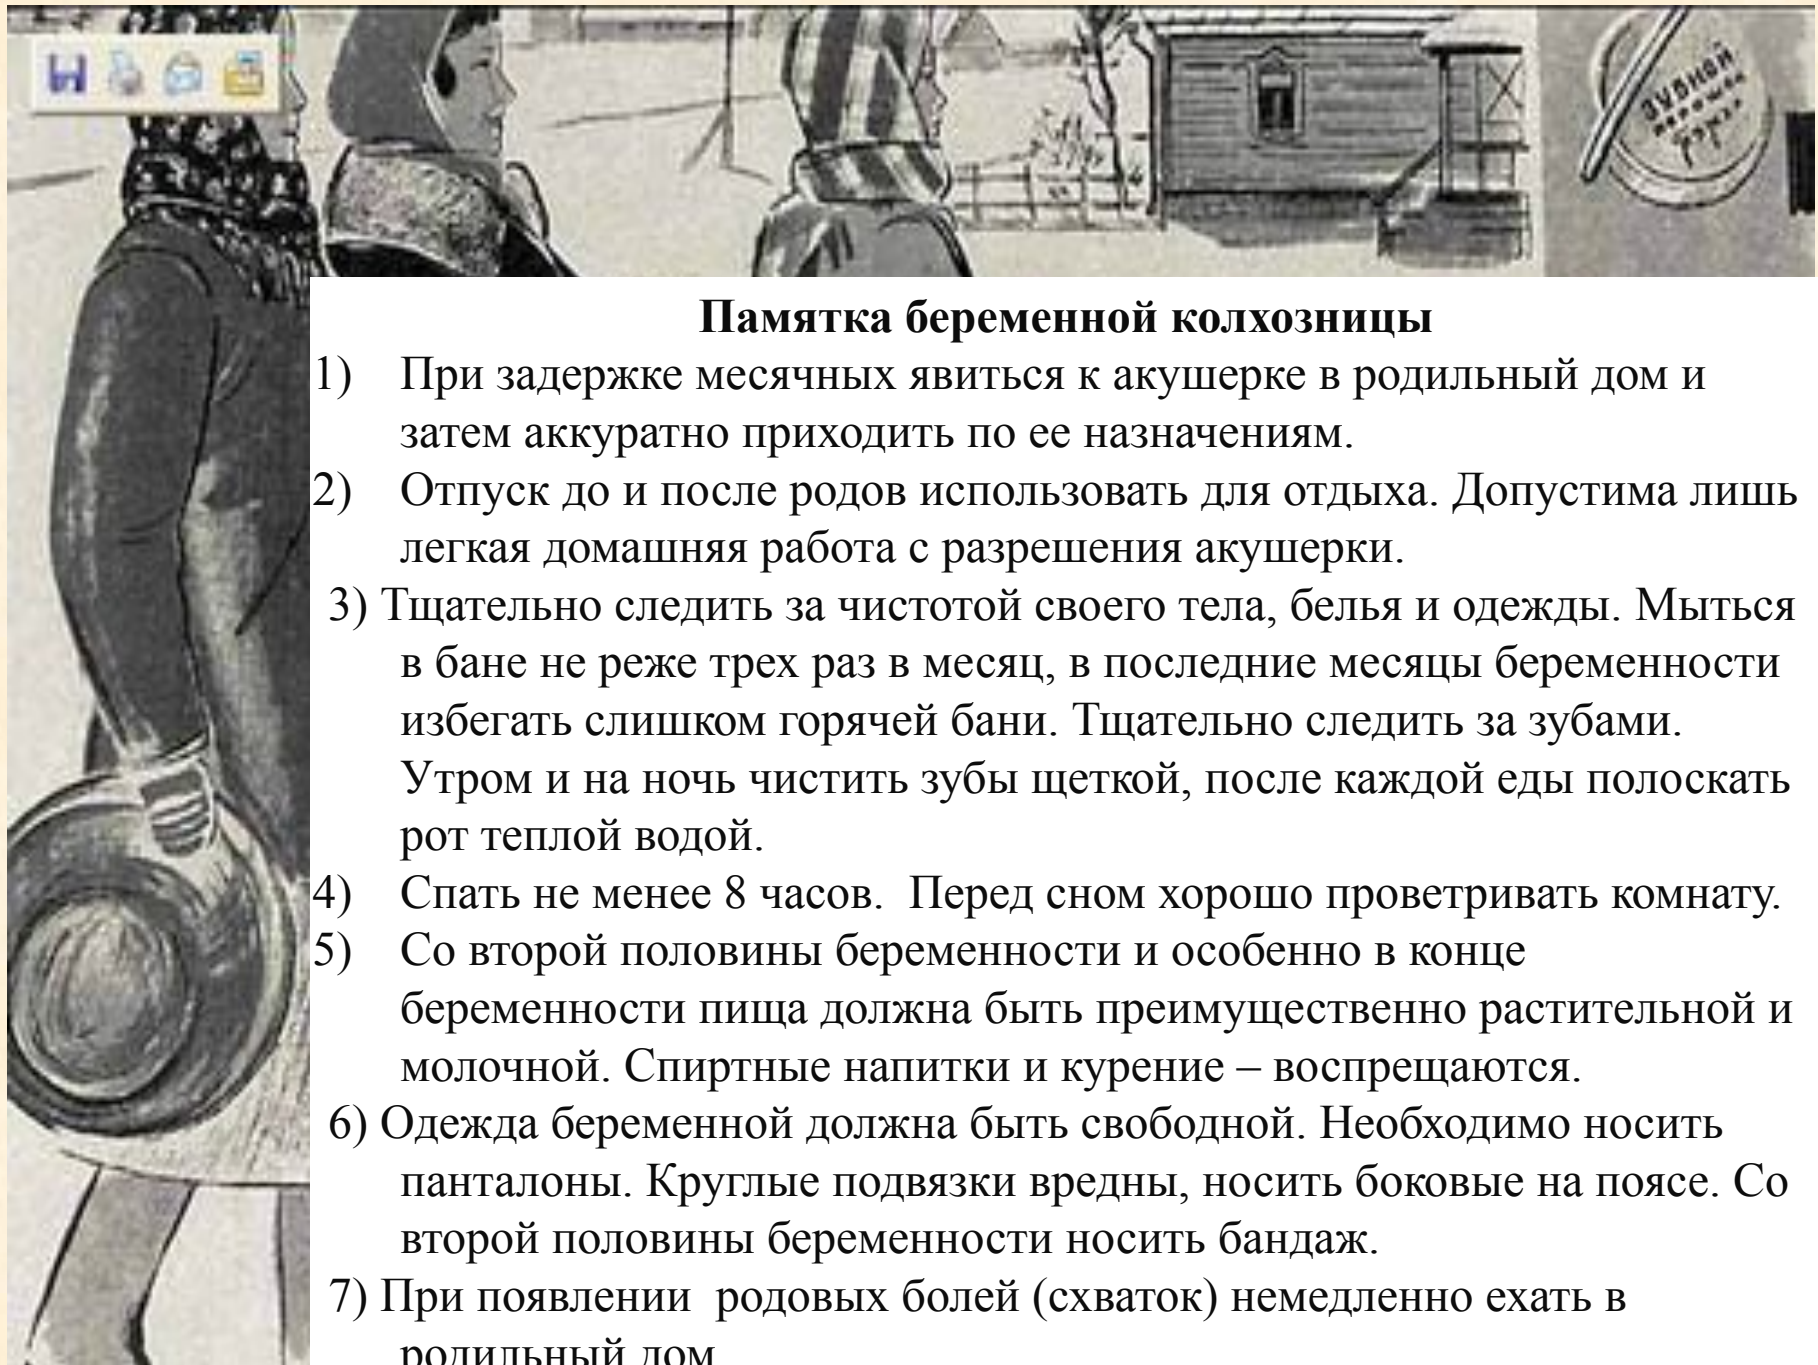 ЗУБНОЙ
порошок
Памятка беременной колхозницы
1) При задержке месячных явиться к акушерке в родильный дом и
затем аккуратно приходить по ее назначениям.
2) Отпуск до и после родов использовать для отдыха. Допустима лишь
легкая домашняя работа с разрешения акушерки.
3) Тщательно следить за чистотой своего тела, белья и одежды. Мыться
в бане не реже трех раз в месяц, в последние месяцы беременности
избегать слишком горячей бани. Тщательно следить за зубами.
Утром и на ночь чистить зубы щеткой, после каждой еды полоскать
рот теплой водой.
4) Спать не менее 8 часов. Перед сном хорошо проветривать комнату.
5) Со второй половины беременности и особенно в конце
беременности пища должна быть преимущественно растительной и
молочной. Спиртные напитки и курение – воспрещаются.
6) Одежда беременной должна быть свободной. Необходимо носить
панталоны. Круглые подвязки вредны, носить боковые на поясе. Со
второй половины беременности носить бандаж.
7) При появлении родовых болей (схваток) немедленно ехать в
родильный дом